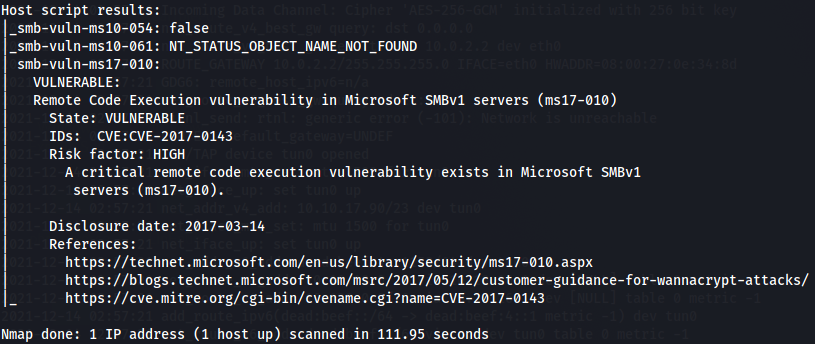 Host script results:
|_smb-vuln-ms10-054: false
|_smb-vuln-ms10-061: NT_STATUS_OBJECT_NAME_NOT_FOUND
| smb-vuln-ms17-010:
|   VULNERABLE:
|   Remote Code Execution vulnerability in Microsoft SMBv1 servers (ms17-010)
|     State: VULNERABLE
|     IDs:  CVE:CVE-2017-0143
|     Risk factor: HIGH
|       A critical remote code execution vulnerability exists in Microsoft SMBv1
|        servers (ms17-010).
|
|     Disclosure date: 2017-03-14
|     References:
|       https://technet.microsoft.com/en-us/library/security/ms17-010.aspx
|       https://blogs.technet.microsoft.com/msrc/2017/05/12/customer-guidance-for-wannacrypt-attacks/
|_      https://cve.mitre.org/cgi-bin/cvename.cgi?name=CVE-2017-0143
Nmap done: 1 IP address (1 host up) scanned in 111.95 seconds